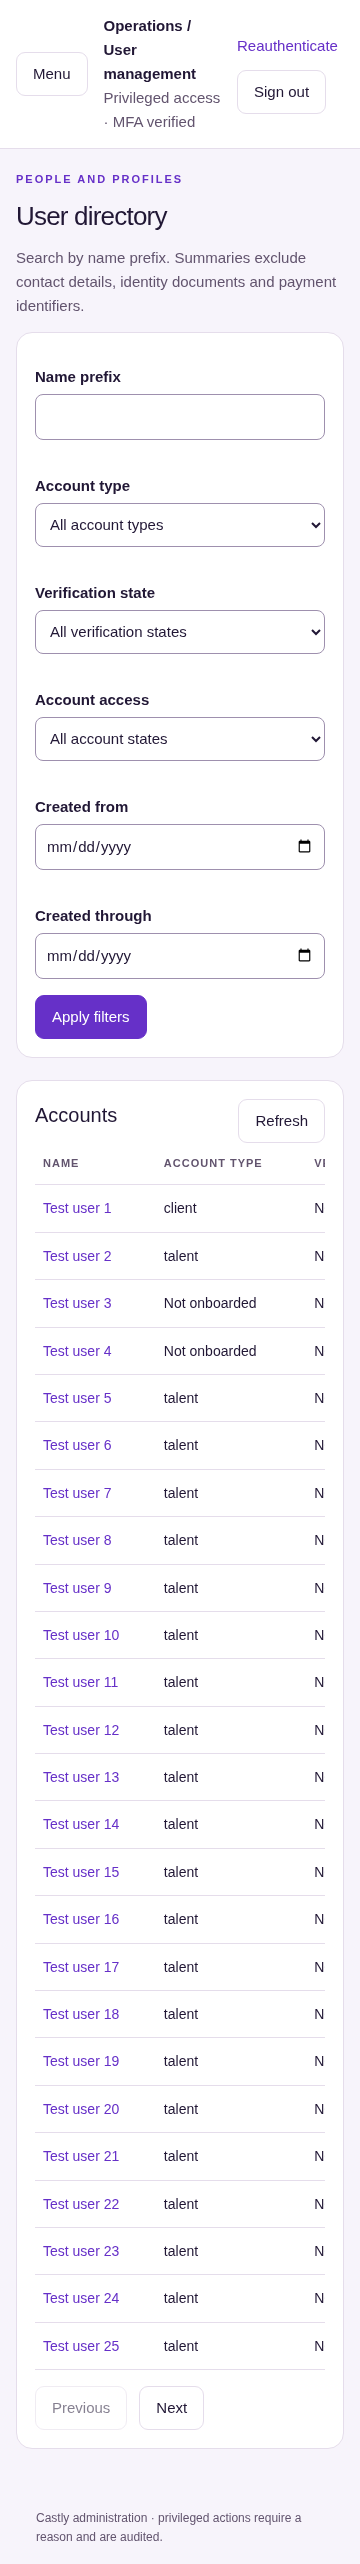 Menu
Operations /
User
management
Privileged access
· MFA verified
Reauthenticate
Sign out
PEOPLE AND PROFILES
User directory
Search by name prefix. Summaries exclude
contact details, identity documents and payment
identifiers.
Name prefix
Account type
All account types
Verification state
All verification states
Account access
All account states
Created from
mm/dd/yyyy
Created through
mm/dd/yyyy
Apply filters
Accounts
Refresh
NAME ACCOUNT TYPE
Test user 1 client N
Test user 2 talent N
Test user 3 Not onboarded N
Test user 4 Not onboarded N
Test user 5 talent N
Test user 6 talent N
Test user 7 talent N
Test user 8 talent N
Test user 9 talent N
Test user 10 talent N
Test user 11 talent N
Test user 12 talent N
Test user 13 talent N
Test user 14 talent N
Test user 15 talent N
Test user 16 talent N
Test user 17 talent N
Test user 18 talent N
Test user 19 talent N
Test user 20 talent N
Test user 21 talent N
Test user 22 talent N
Test user 23 talent N
Test user 24 talent N
Test user 25 talent N
Previous Next
Castly administration · privileged actions require a
reason and are audited.